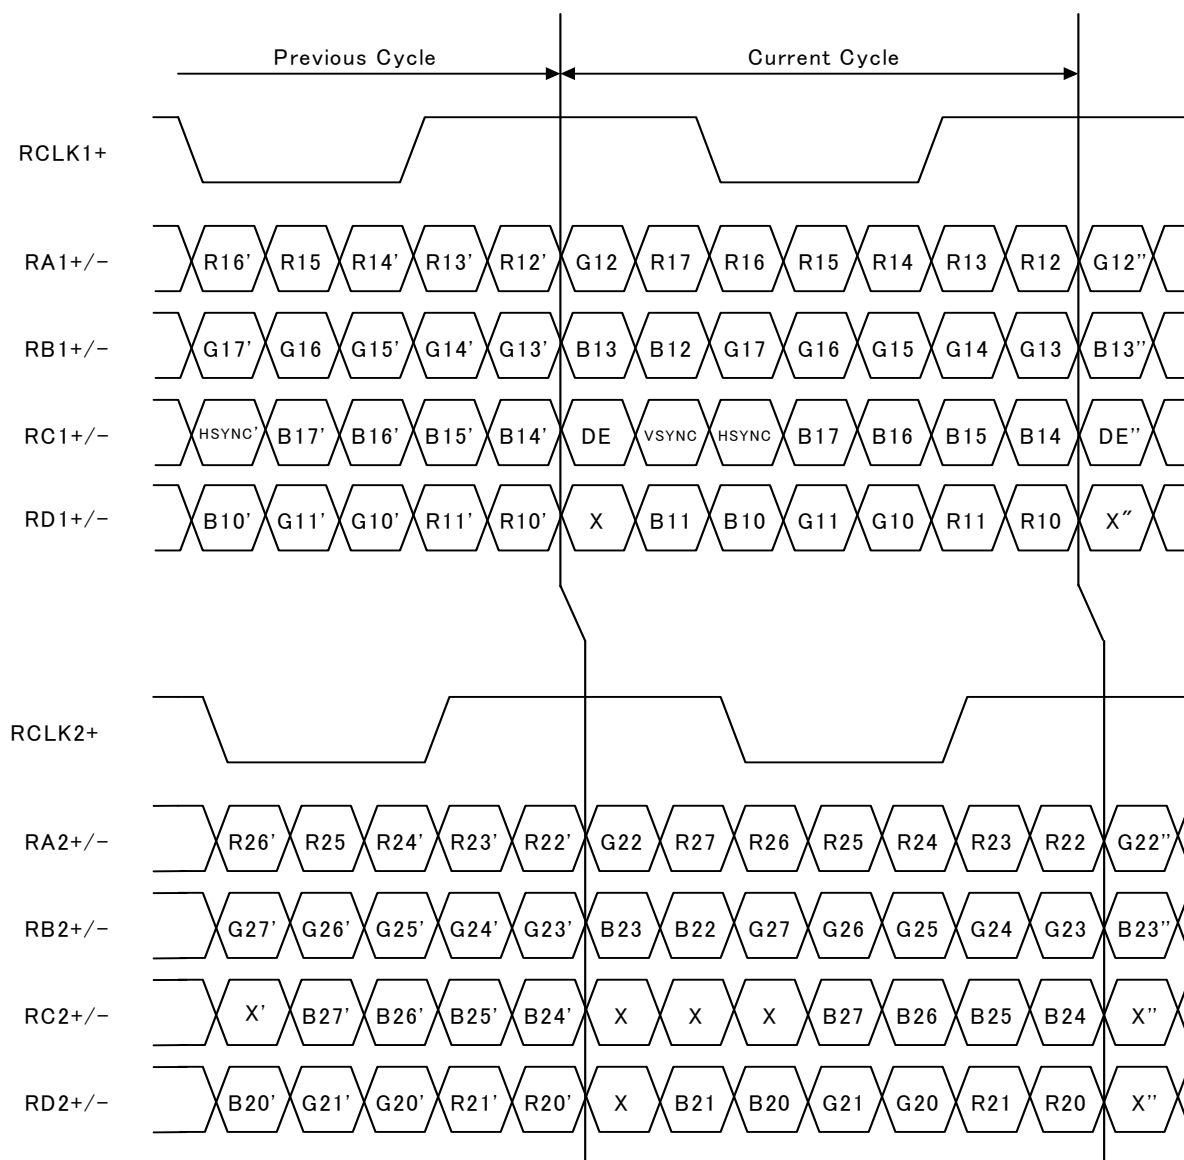 Previous Cycle Current Cycle
RCLK1+
RA1+/- R16' R15 R14' R13' R12' G12 R17 R16 R15 R14 R13 R12 G12''
RB1+/- G17' G16 G15' G14' G13' B13 B12 G17 G16 G15 G14 G13 B13''
RC1+/- HSYNC' B17' B16' B15' B14' DE VSYNC HSYNC B17 B16 B15 B14 DE''
RD1+/- B10' G11' G10' R11' R10' X B11 B10 G11 G10 R11 R10 X″
RCLK2+
RA2+/- R26' R25 R24' R23' R22' G22 R27 R26 R25 R24 R23 R22 G22''
RB2+/- G27' G26' G25' G24' G23' B23 B22 G27 G26 G25 G24 G23 B23''
RC2+/- X' B27' B26' B25' B24' X X X B27 B26 B25 B24 X''
RD2+/- B20' G21' G20' R21' R20' X B21 B20 G21 G20 R21 R20 X''